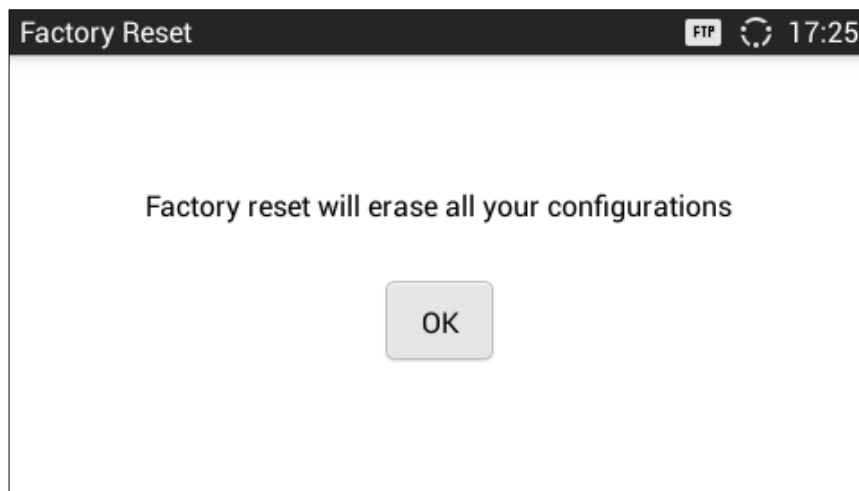 Factory Reset FTP 17:25
Factory reset will erase all your configurations
OK